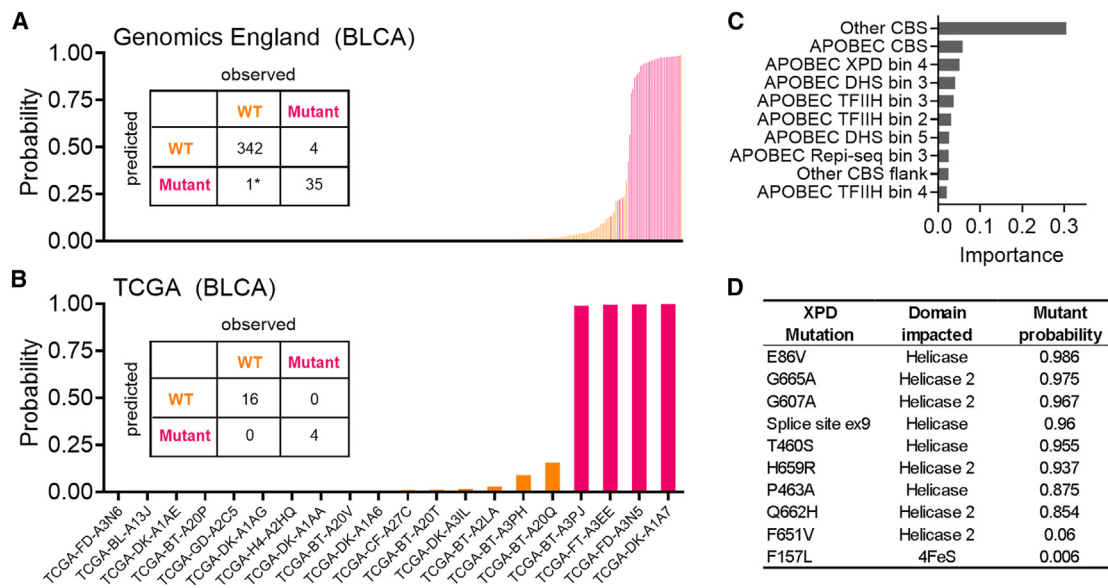 A
Genomics England (BLCA)
Probability
1.00
0.75
0.50
0.25
0.00
observed
predicted
WT Mutant
WT 342 4
Mutant 1* 35
B
TCGA (BLCA)
Probability
1.00
0.75
0.50
0.25
0.00
observed
predicted
WT Mutant
WT 16 0
Mutant 0 4
TCGA-FD-A3N6
TCGA-BL-A13J
TCGA-DK-A1AE
TCGA-BT-A20P
TCGA-GD-A2C5
TCGA-DK-A1AG
TCGA-H4-A2HQ
TCGA-DK-A1AA
TCGA-BT-A20V
TCGA-DK-A1A6
TCGA-CF-A27C
TCGA-BT-A20T
TCGA-DK-A3IL
TCGA-BT-A2LA
TCGA-BT-A3PH
TCGA-BT-A20Q
TCGA-BT-A3PJ
TCGA-FT-A3EE
TCGA-FD-A3N5
TCGA-DK-A1A7
C
Other CBS
APOBEC CBS
APOBEC XPD bin 4
APOBEC DHS bin 3
APOBEC TFIIH bin 3
APOBEC TFIIH bin 2
APOBEC DHS bin 5
APOBEC Repi-seq bin 3
Other CBS flank
APOBEC TFIIH bin 4
0.0 0.1 0.2 0.3
Importance
D
XPD Domain Mutant
Mutation impacted probability
E86V Helicase 0.986
G665A Helicase 2 0.975
G607A Helicase 2 0.967
Splice site ex9 Helicase 0.96
T460S Helicase 0.955
H659R Helicase 2 0.937
P463A Helicase 0.875
Q662H Helicase 2 0.854
F651V Helicase 2 0.06
F157L 4FeS 0.006